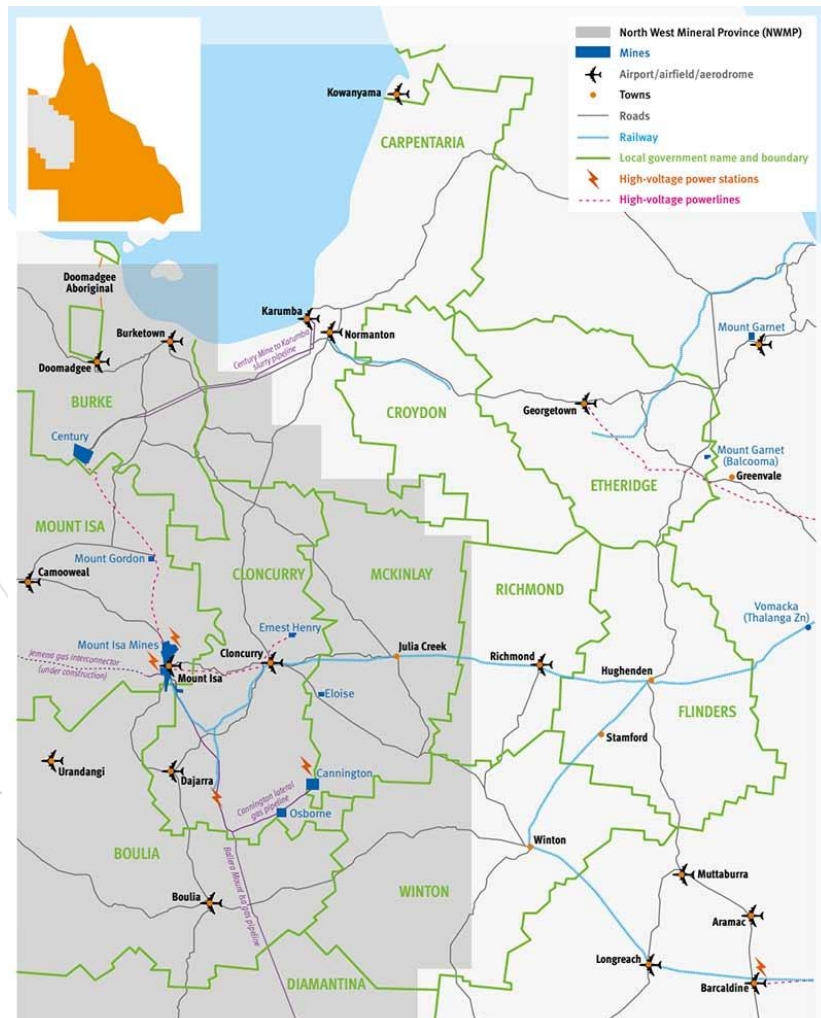 North West Mineral Province (NWMP)
Mines
Airport/airfield/aerodrome
Towns
Roads
Railway
Local government name and boundary
High-voltage power stations
High-voltage powerlines
Kowanyama
CARPENTARIA
Doomadgee
Aboriginal
Burketown
Doomadgee
Karumba
Normanton
Century Mine to Karumba
slurry pipeline
Mount Garnet
BURKE
CROYDON
Georgetown
Century
Mount Garnet
(Balcooma)
Greenvale
ETHERIDGE
MOUNT ISA
Mount Gordon
Camooweal
CLONCURRY
MCKINLAY
RICHMOND
Ernest Henry
Vomacka
(Thalanga Zn)
Mount Isa Mines
Cloncurry
Julia Creek
Richmond
Jemena gas interconnector
(under construction)
Mount Isa
Hughenden
Eloise
FLINDERS
Stamford
Urandangi
Dajarra
Cannington
Cannington lateral
gas pipeline
Osborne
Winton
BOULIA
Ballera Mount Isa gas pipeline
Muttaburra
Boulia
WINTON
Aramac
Longreach
DIAMANTINA
Barcaldine